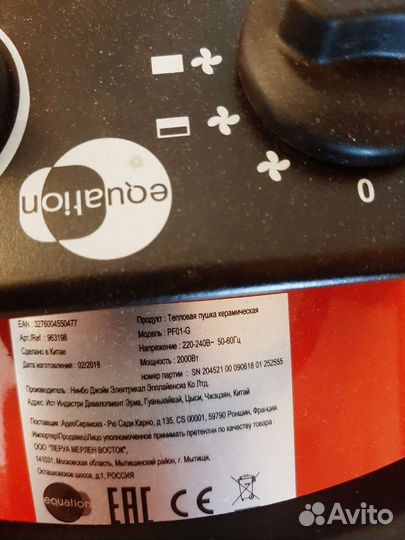 0
equation
EAN : 3276004550477
Арт./Ref : 963198
Сделано в Китае
Дата изготовления : 02/2018
Продукт : Тепловая пушка керамическая
Модель : PF01-G
Напряжение : 220-240В~ 50-60Гц
Мощность : 2000Вт
номер партии : SN 204521 00 090618 01 252555
Производитель : Нинбо Джойм Электрикал Эпплайенсиз Ко Лтд.
Адрес: Ист Индастри Девелопмент Эриа, Гуаньхайвэй, Цыси, Чжэцзян, Китай
Поставщик: АдеоСервисез - Рю Сади Карно, д.135, CS 00001, 59790 Роншин. Франция
Импортер/Продавец/Лицо уполномоченное принимать претензии по качеству товара :
ООО "ЛЕРУА МЕРЛЕН ВОСТОК",
141031, Московская область, Мытищинский район, г. Мытищи,
Осташковское шоссе, д.1, РОССИЯ
equation
EAC CE
Avito